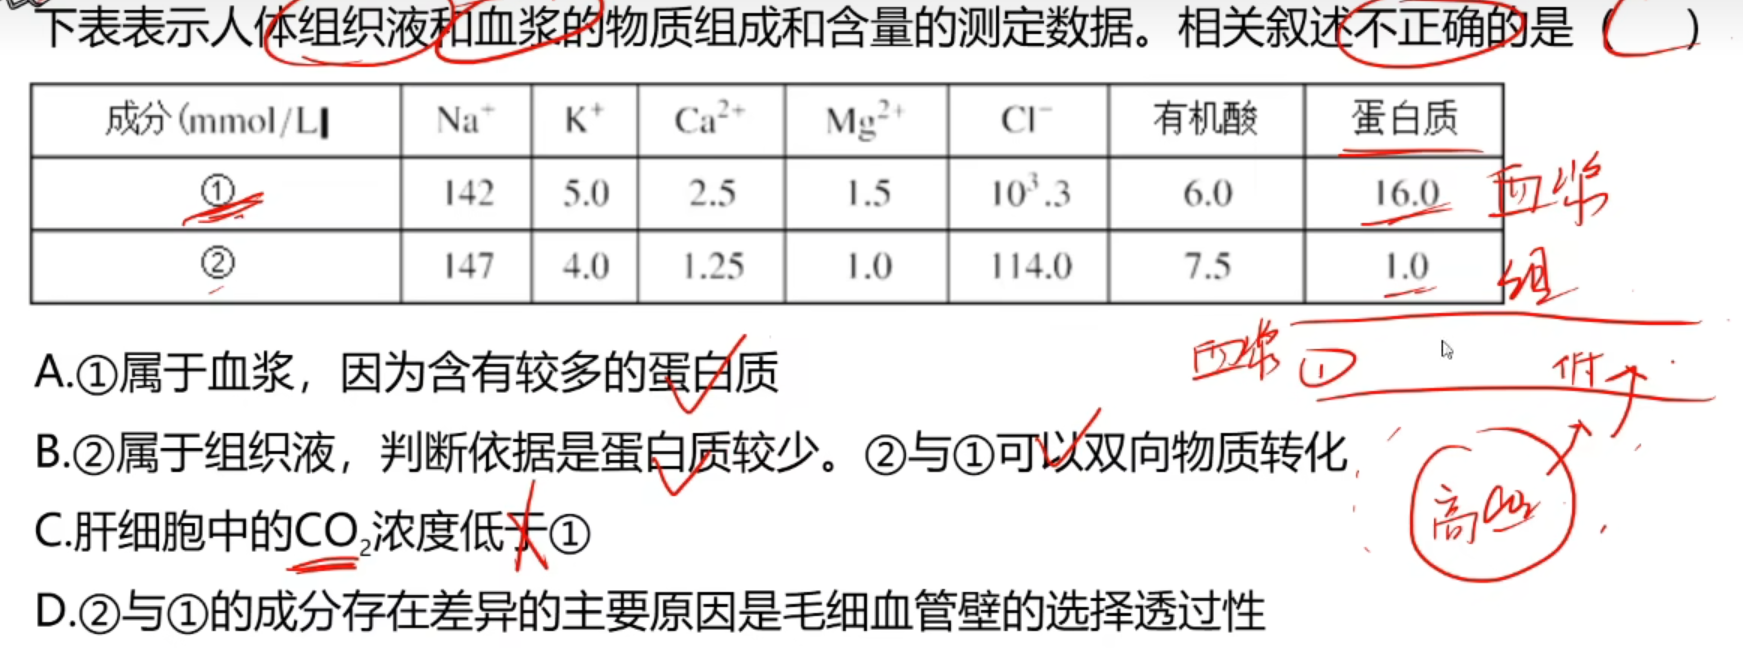 下表表示人体组织液和血浆的物质组成和含量的测定数据。相关叙述不正确的是（ ）
成分(mmol/L Na⁺ K⁺ Ca²⁺ Mg²⁺ Cl⁻ 有机酸 蛋白质
① 142 5.0 2.5 1.5 10³.3 6.0 16.0 血浆
② 147 4.0 1.25 1.0 114.0 7.5 1.0 组
血浆 ① 低
A.①属于血浆，因为含有较多的蛋白质
B.②属于组织液，判断依据是蛋白质较少。②与①可以双向物质转化
高CO₂
C.肝细胞中的CO₂浓度低于①
D.②与①的成分存在差异的主要原因是毛细血管壁的选择透过性